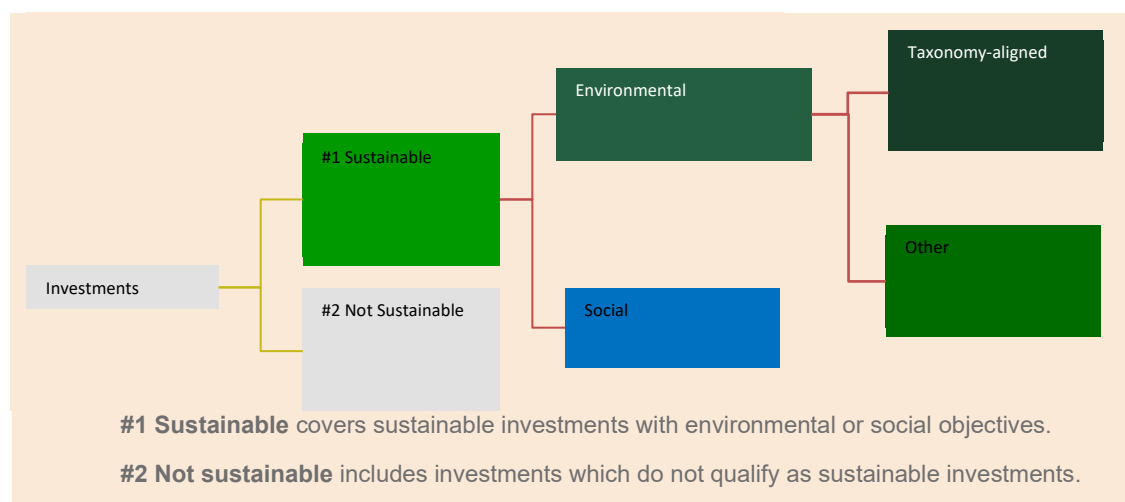 Taxonomy-aligned
Environmental
#1 Sustainable
Other
Investments
#2 Not Sustainable
Social
#1 Sustainable covers sustainable investments with environmental or social objectives.
#2 Not sustainable includes investments which do not qualify as sustainable investments.